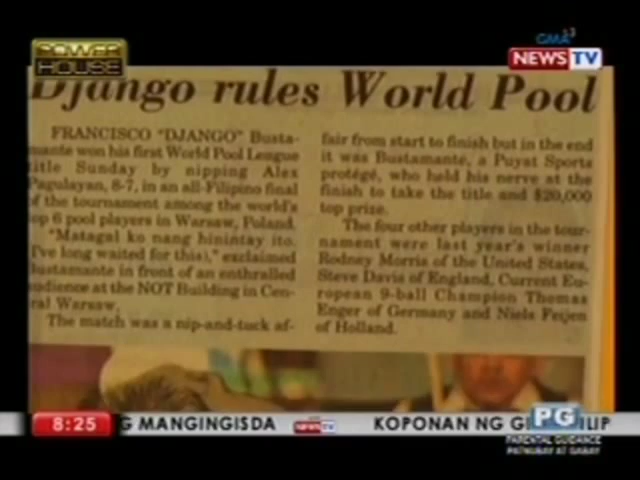 POWER HOUSE
GMA
NEWS TV
Django rules World Pool
FRANCISCO "DJANGO" Busta-
mante won his first World Pool League
title Sunday by nipping Alex
Pagulayan, 8-7, in an all-Filipino final
of the tournament among the world's
top 6 pool players in Warsaw, Poland.
"Matagal ko nang hinintay ito.
I've long waited for this)," exclaimed
Bustamante in front of an enthralled
audience at the NOT Building in Cen-
ral Warsaw.
The match was a nip-and-tuck af-
fair from start to finish but in the end
it was Bustamante, a Puyat Sports
protégé, who held his nerve at the
finish to take the title and $20,000
top prize.
The four other players in the tour-
nament were last year's winner
Rodney Morris of the United States,
Steve Davis of England, Current Eu-
ropean 9-ball Champion Thomas
Enger of Germany and Niels Feijen
of Holland.
8:25
G MANGINGISDA
NEWS TV
KOPONAN NG
PG
PARENTAL GUIDANCE
PATNUBAY AT GABAY